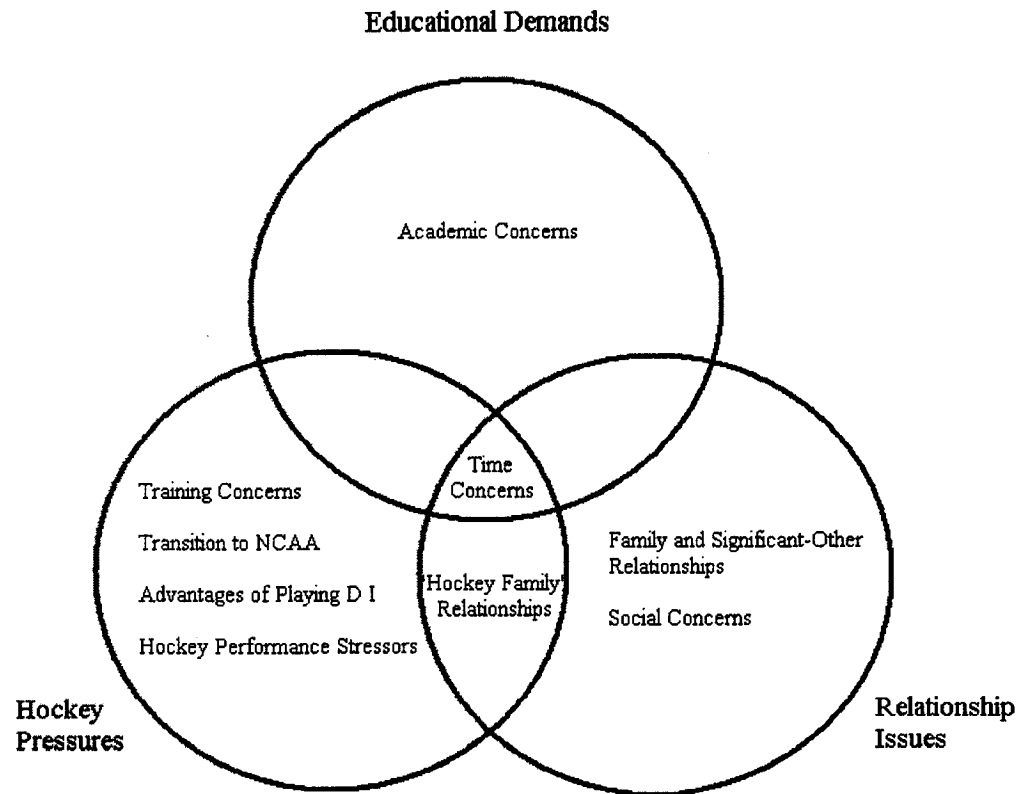 Educational Demands
Academic Concerns
Time
Concerns
Training Concerns
Transition to NCAA
Advantages of Playing D I
Hockey Performance Stressors
'Hockey Family'
Relationships
Family and Significant-Other
Relationships
Social Concerns
Hockey
Pressures
Relationship
Issues